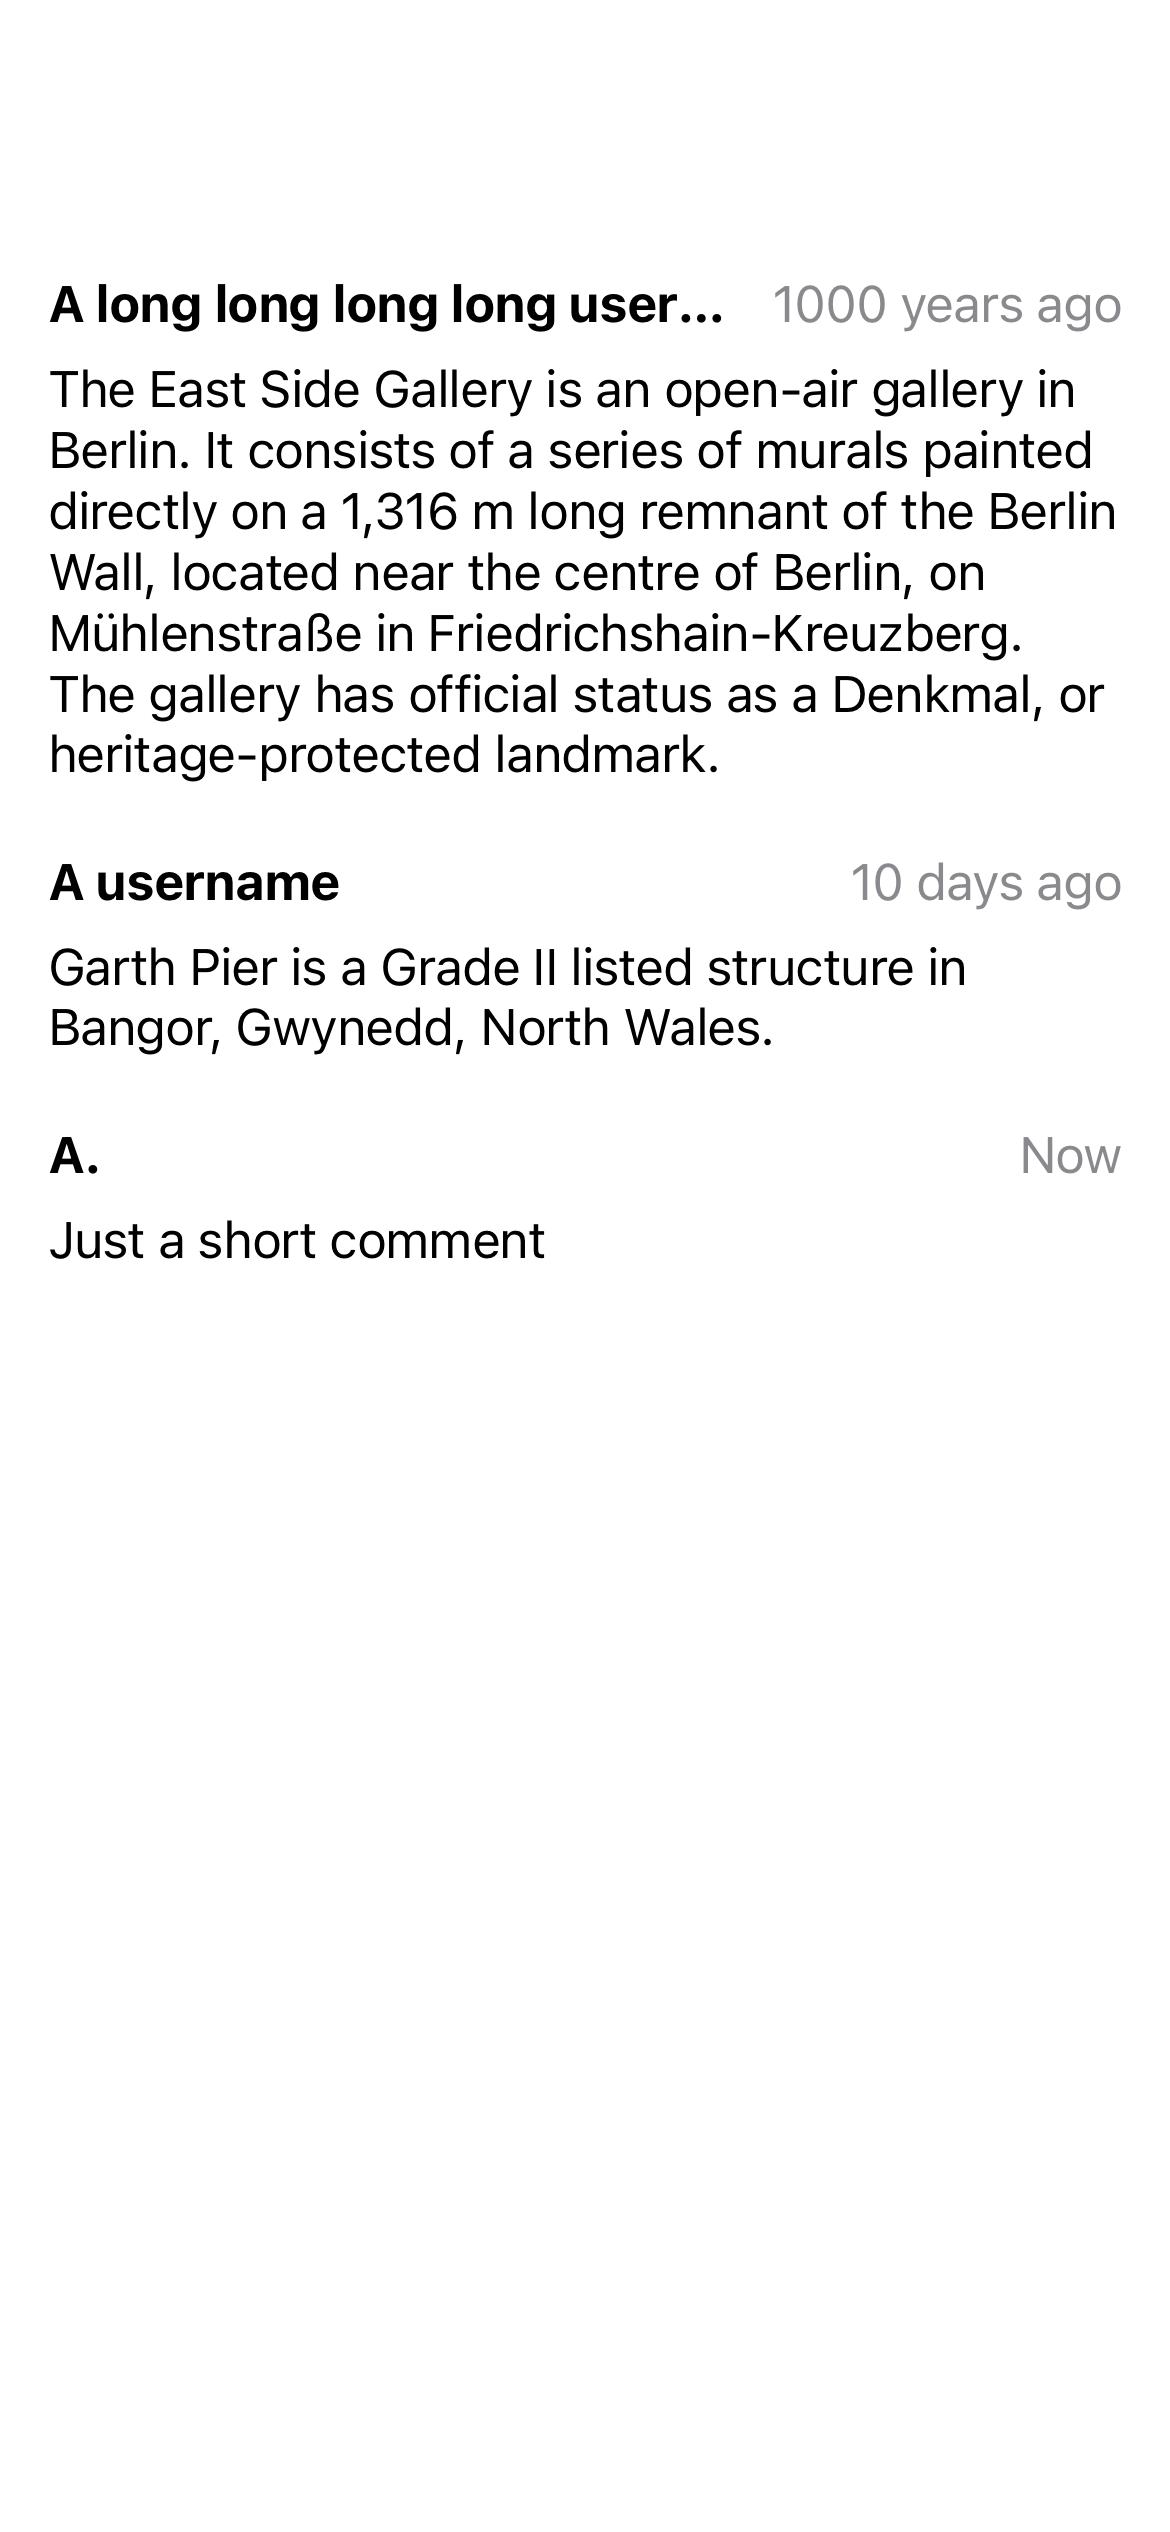 A long long long long user... 1000 years ago
The East Side Gallery is an open-air gallery in
Berlin. It consists of a series of murals painted
directly on a 1,316 m long remnant of the Berlin
Wall, located near the centre of Berlin, on
Mühlenstraße in Friedrichshain-Kreuzberg.
The gallery has official status as a Denkmal, or
heritage-protected landmark.
A username 10 days ago
Garth Pier is a Grade II listed structure in
Bangor, Gwynedd, North Wales.
A. Now
Just a short comment